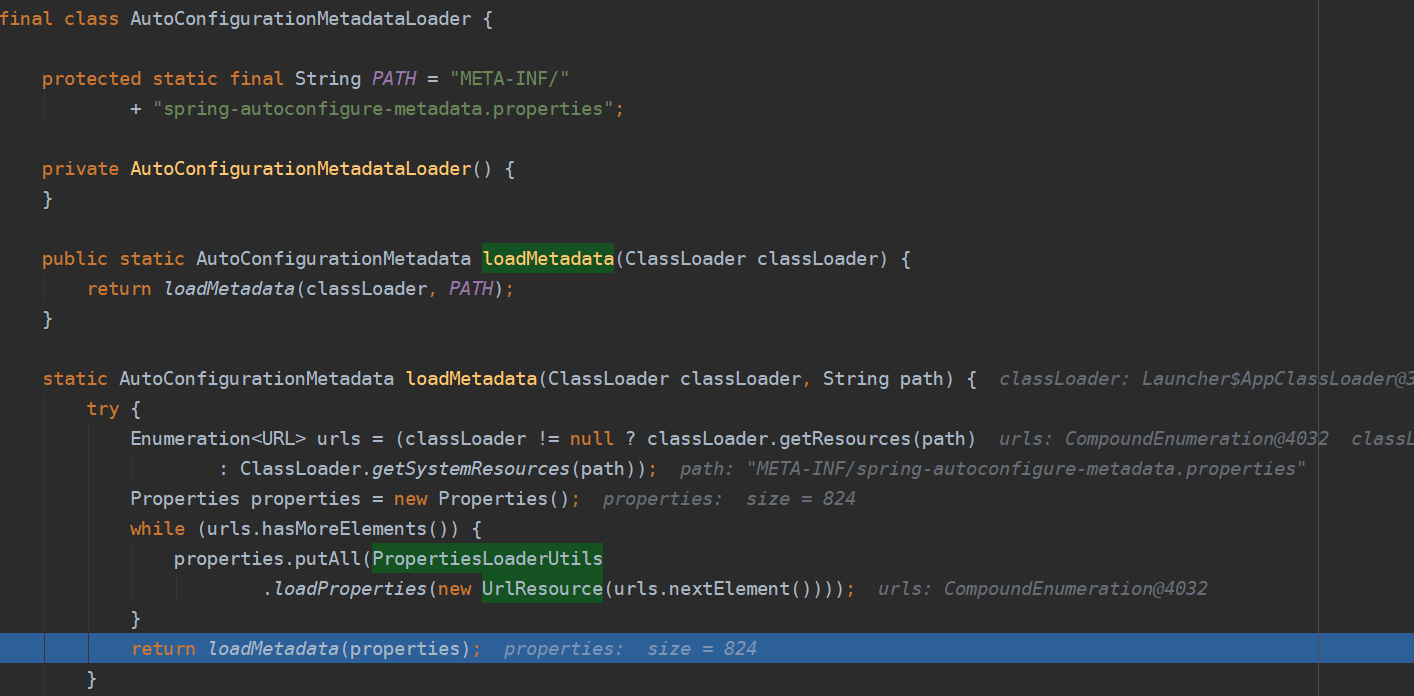 final class AutoConfigurationMetadataLoader {
protected static final String PATH = "META-INF/"
+ "spring-autoconfigure-metadata.properties";
private AutoConfigurationMetadataLoader() {
}
public static AutoConfigurationMetadata loadMetadata(ClassLoader classLoader) {
return loadMetadata(classLoader, PATH);
}
static AutoConfigurationMetadata loadMetadata(ClassLoader classLoader, String path) {  classLoader: Launcher$AppClassLoader@3
try {
Enumeration<URL> urls = (classLoader != null ? classLoader.getResources(path)  urls: CompoundEnumeration@4032  classL
: ClassLoader.getSystemResources(path));  path: "META-INF/spring-autoconfigure-metadata.properties"
Properties properties = new Properties();  properties:  size = 824
while (urls.hasMoreElements()) {
properties.putAll(PropertiesLoaderUtils
.loadProperties(new UrlResource(urls.nextElement())));  urls: CompoundEnumeration@4032
}
return loadMetadata(properties);  properties:  size = 824
}